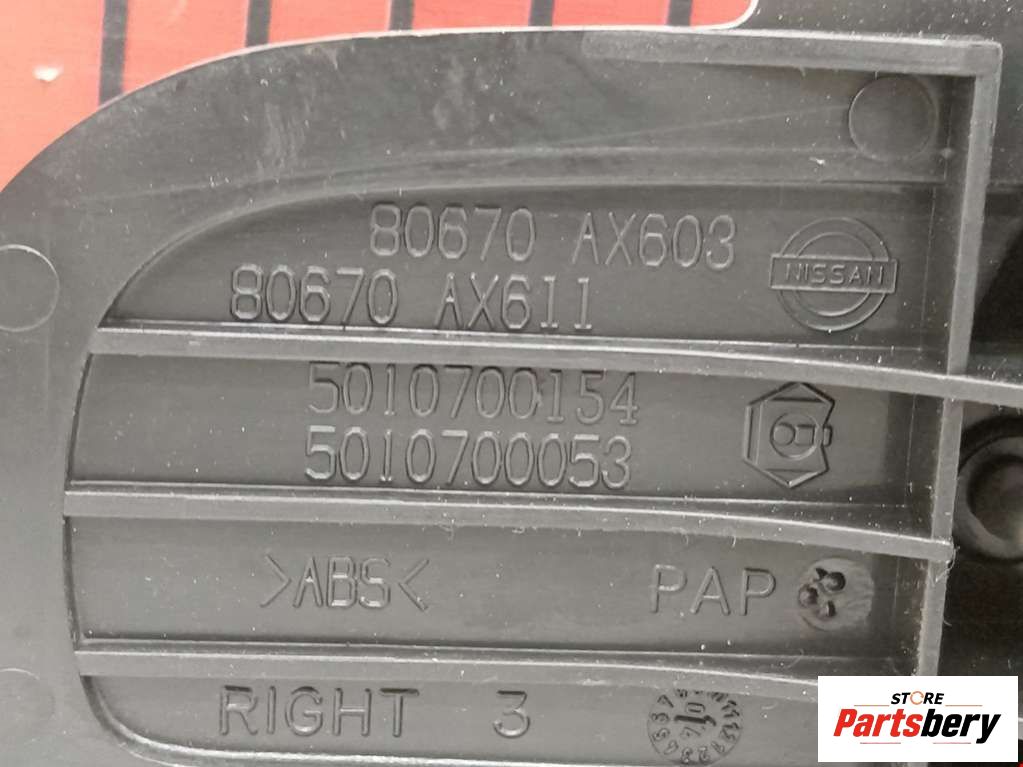 80670 AX603
NISSAN
80670 AX611
5010700154
5010700053
>ABS<
PAP
RIGHT 3
STORE
Partsbery